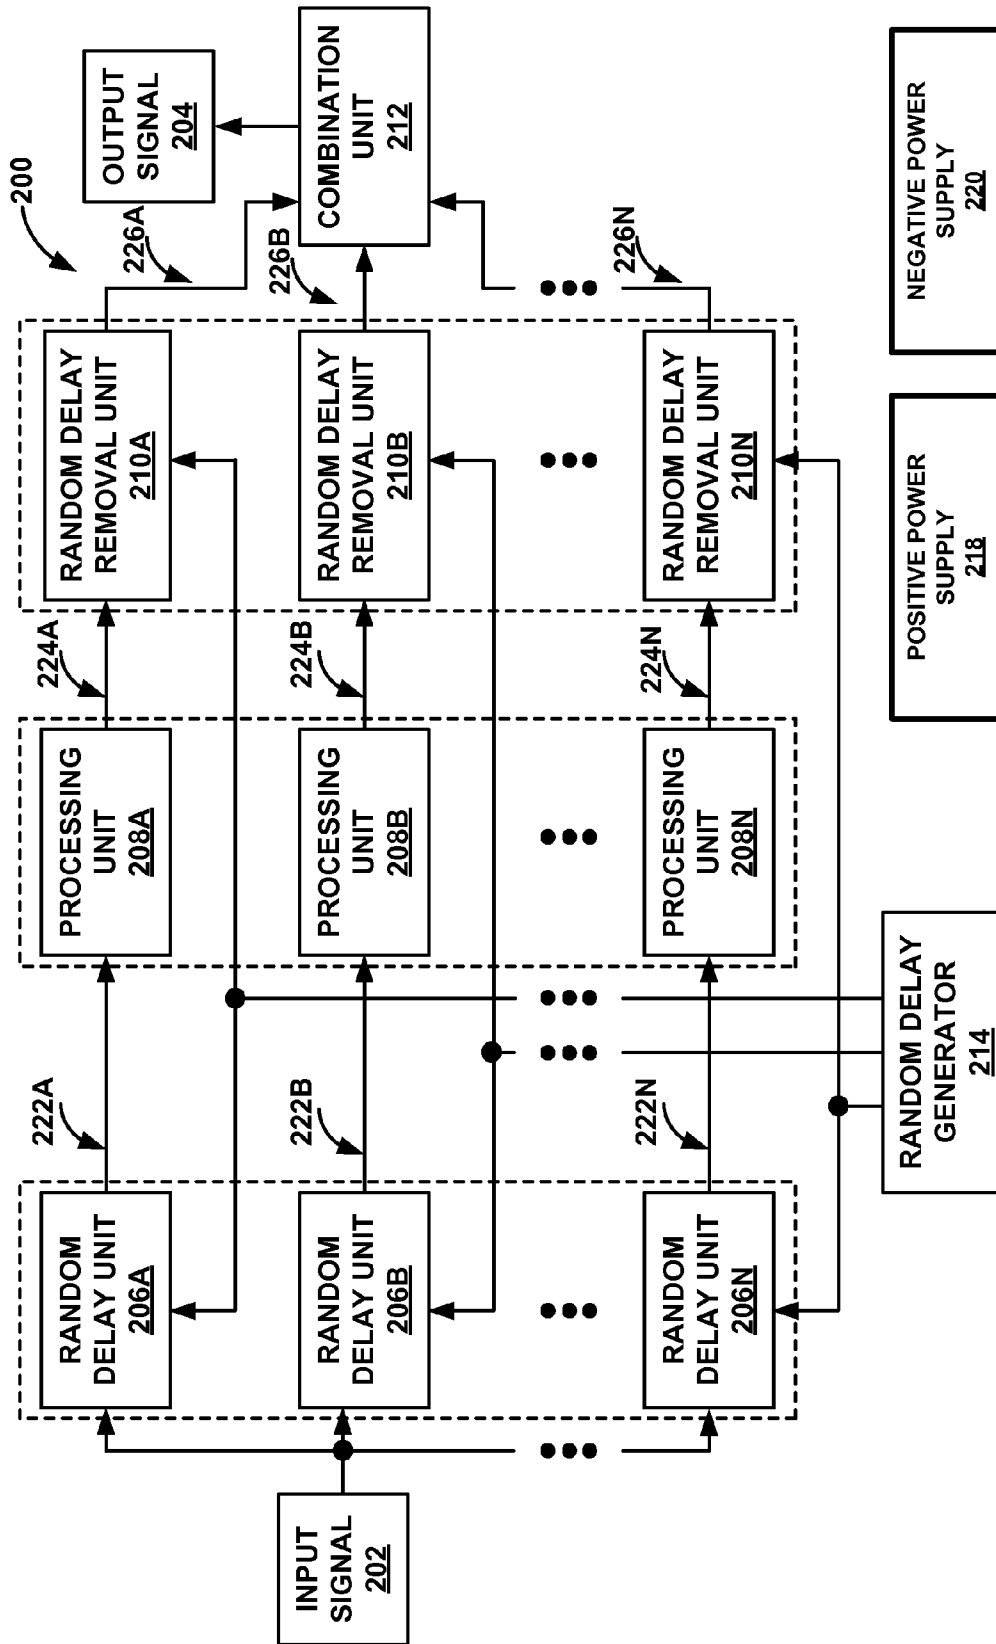 200
INPUT
SIGNAL
202
RANDOM
DELAY UNIT
206A
222A
PROCESSING
UNIT
208A
224A
RANDOM DELAY
REMOVAL UNIT
210A
226A
OUTPUT
SIGNAL
204
RANDOM
DELAY UNIT
206B
222B
PROCESSING
UNIT
208B
224B
RANDOM DELAY
REMOVAL UNIT
210B
226B
COMBINATION
UNIT
212
RANDOM
DELAY UNIT
206N
222N
PROCESSING
UNIT
208N
224N
RANDOM DELAY
REMOVAL UNIT
210N
226N
RANDOM DELAY
GENERATOR
214
POSITIVE POWER
SUPPLY
218
NEGATIVE POWER
SUPPLY
220